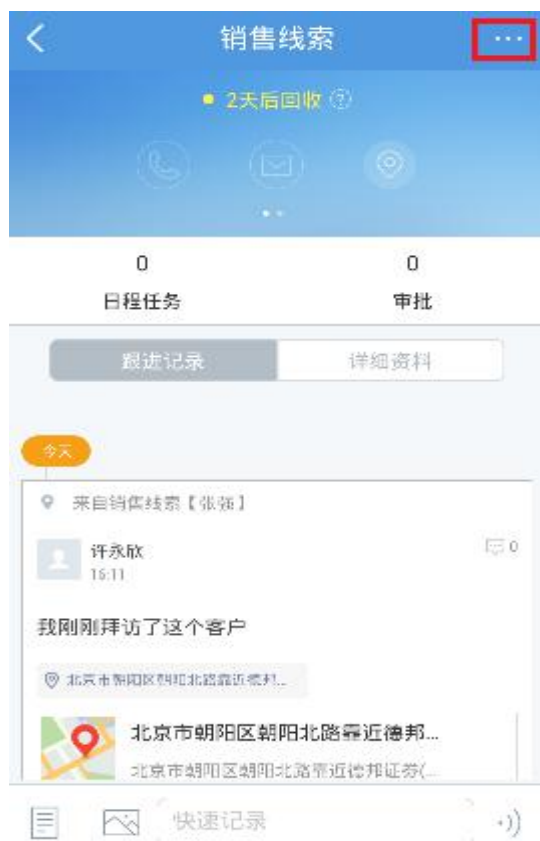 销售线索
2天后回收
0
0
日程任务
审批
跟进记录
详细资料
今天
来自销售线索【张强】
许永欣
0
16:11
我刚刚拜访了这个客户
北京市朝阳区朝阳北路靠近德邦...
北京市朝阳区朝阳北路靠近德邦...
北京市朝阳区朝阳北路靠近德邦证券(...
快速记录